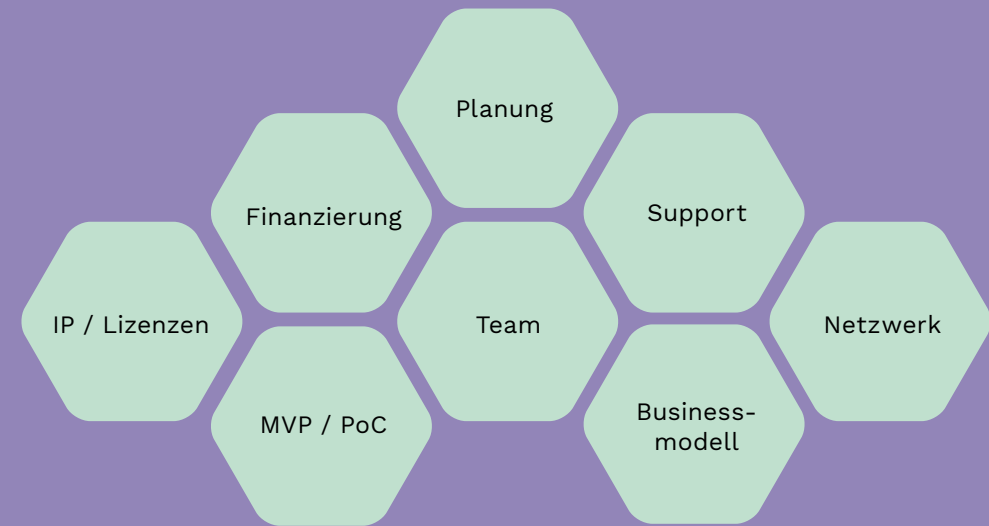 Planung
Finanzierung
Support
IP / Lizenzen
Team
Netzwerk
MVP / PoC
Business-
modell